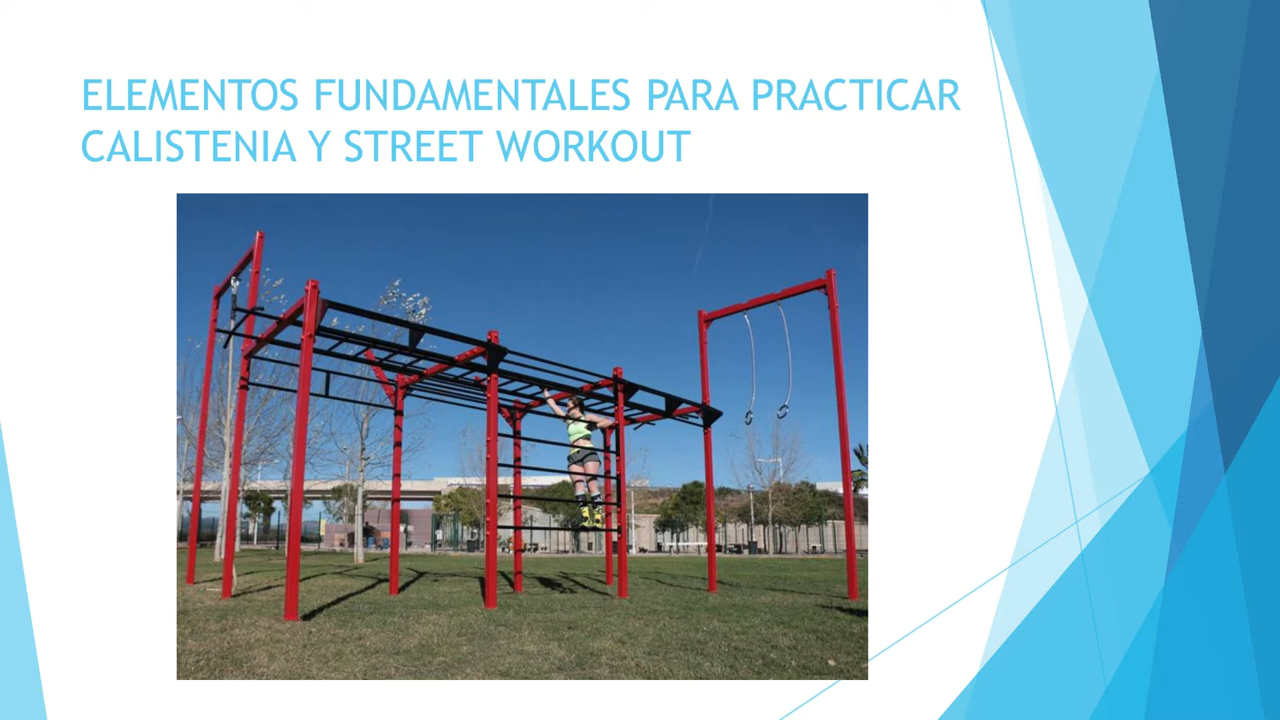 ELEMENTOS FUNDAMENTALES PARA PRACTICAR
CALISTENIA Y STREET WORKOUT